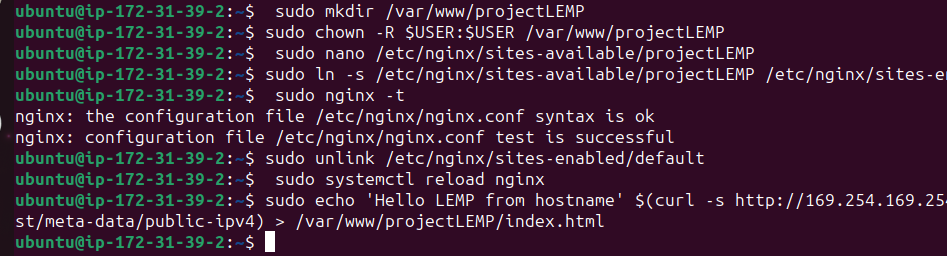 ubuntu@ip-172-31-39-2:~$  sudo mkdir /var/www/projectLEMP
ubuntu@ip-172-31-39-2:~$ sudo chown -R $USER:$USER /var/www/projectLEMP
ubuntu@ip-172-31-39-2:~$  sudo nano /etc/nginx/sites-available/projectLEMP
ubuntu@ip-172-31-39-2:~$ sudo ln -s /etc/nginx/sites-available/projectLEMP /etc/nginx/sites-e
ubuntu@ip-172-31-39-2:~$  sudo nginx -t
nginx: the configuration file /etc/nginx/nginx.conf syntax is ok
nginx: configuration file /etc/nginx/nginx.conf test is successful
ubuntu@ip-172-31-39-2:~$ sudo unlink /etc/nginx/sites-enabled/default
ubuntu@ip-172-31-39-2:~$  sudo systemctl reload nginx
ubuntu@ip-172-31-39-2:~$ sudo echo 'Hello LEMP from hostname' $(curl -s http://169.254.169.25
st/meta-data/public-ipv4) > /var/www/projectLEMP/index.html
ubuntu@ip-172-31-39-2:~$